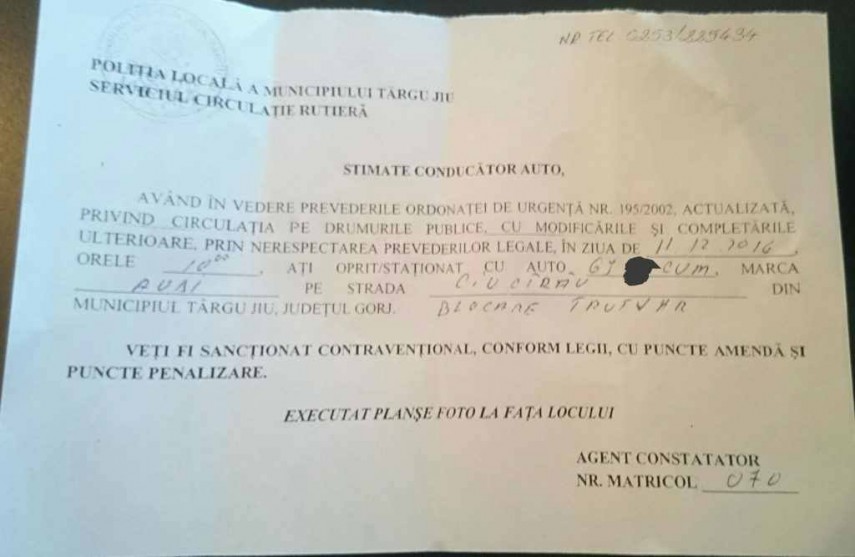 NR. TEL 0253/225434
POLIȚIA LOCALĂ A MUNICIPIULUI TÂRGU JIU
SERVICIUL CIRCULAȚIE RUTIERĂ
STIMATE CONDUCĂTOR AUTO,
AVÂND ÎN VEDERE PREVEDERILE ORDONAȚEI DE URGENȚĂ NR. 195/2002, ACTUALIZATĂ,
PRIVIND CIRCULAȚIA PE DRUMURILE PUBLICE, CU MODIFICĂRILE ȘI COMPLETĂRILE
ULTERIOARE, PRIN NERESPECTAREA PREVEDERILOR LEGALE, ÎN ZIUA DE 11 12 2016,
ORELE 10 00, AȚI OPRIT/STAȚIONAT CU AUTO GJ CUM, MARCA
AUDI PE STRADA DIN
MUNICIPIUL TÂRGU JIU, JUDEȚUL GORJ. BLOCARE
VEȚI FI SANCȚIONAT CONTRAVENȚIONAL, CONFORM LEGII, CU PUNCTE AMENDĂ ȘI
PUNCTE PENALIZARE.
EXECUTAT PLANȘE FOTO LA FAȚA LOCULUI
AGENT CONSTATATOR
NR. MATRICOL 070